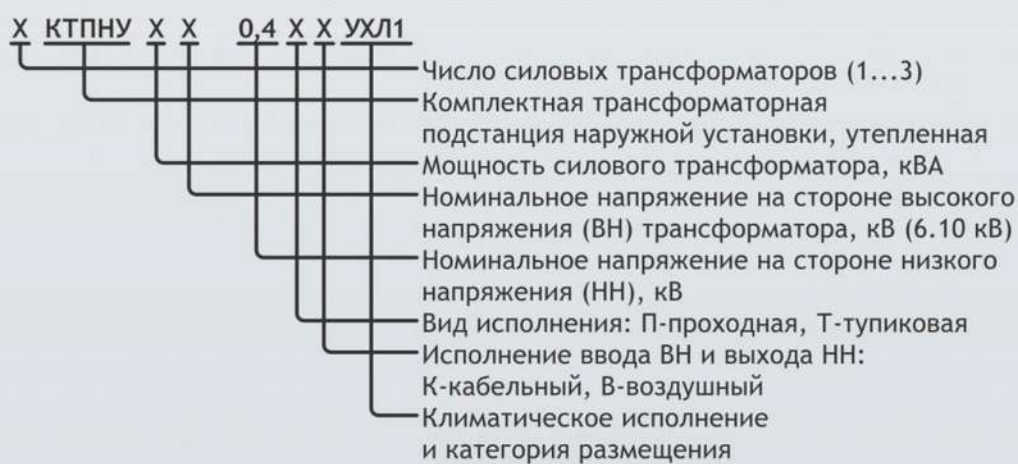 Х КТПНУ Х Х 0,4 Х Х УХЛ1
Число силовых трансформаторов (1...3)
Комплектная трансформаторная
подстанция наружной установки, утепленная
Мощность силового трансформатора, кВА
Номинальное напряжение на стороне высокого
напряжения (ВН) трансформатора, кВ (6.10 кВ)
Номинальное напряжение на стороне низкого
напряжения (НН), кВ
Вид исполнения: П-проходная, Т-тупиковая
Исполнение ввода ВН и выхода НН:
К-кабельный, В-воздушный
Климатическое исполнение
и категория размещения